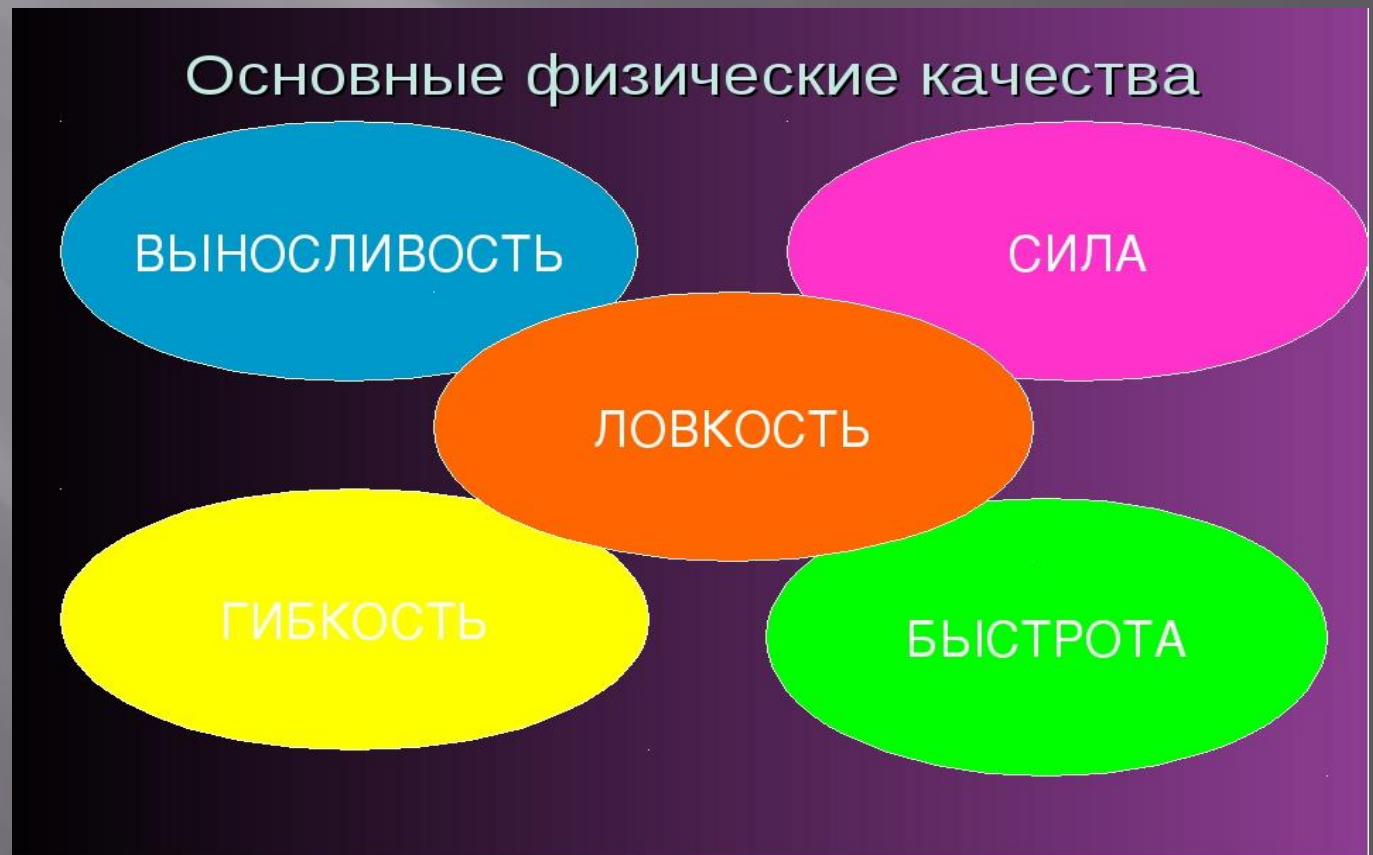 Основные физические качества
ВЫНОСЛИВОСТЬ
СИЛА
ЛОВКОСТЬ
ГИБКОСТЬ
БЫСТРОТА